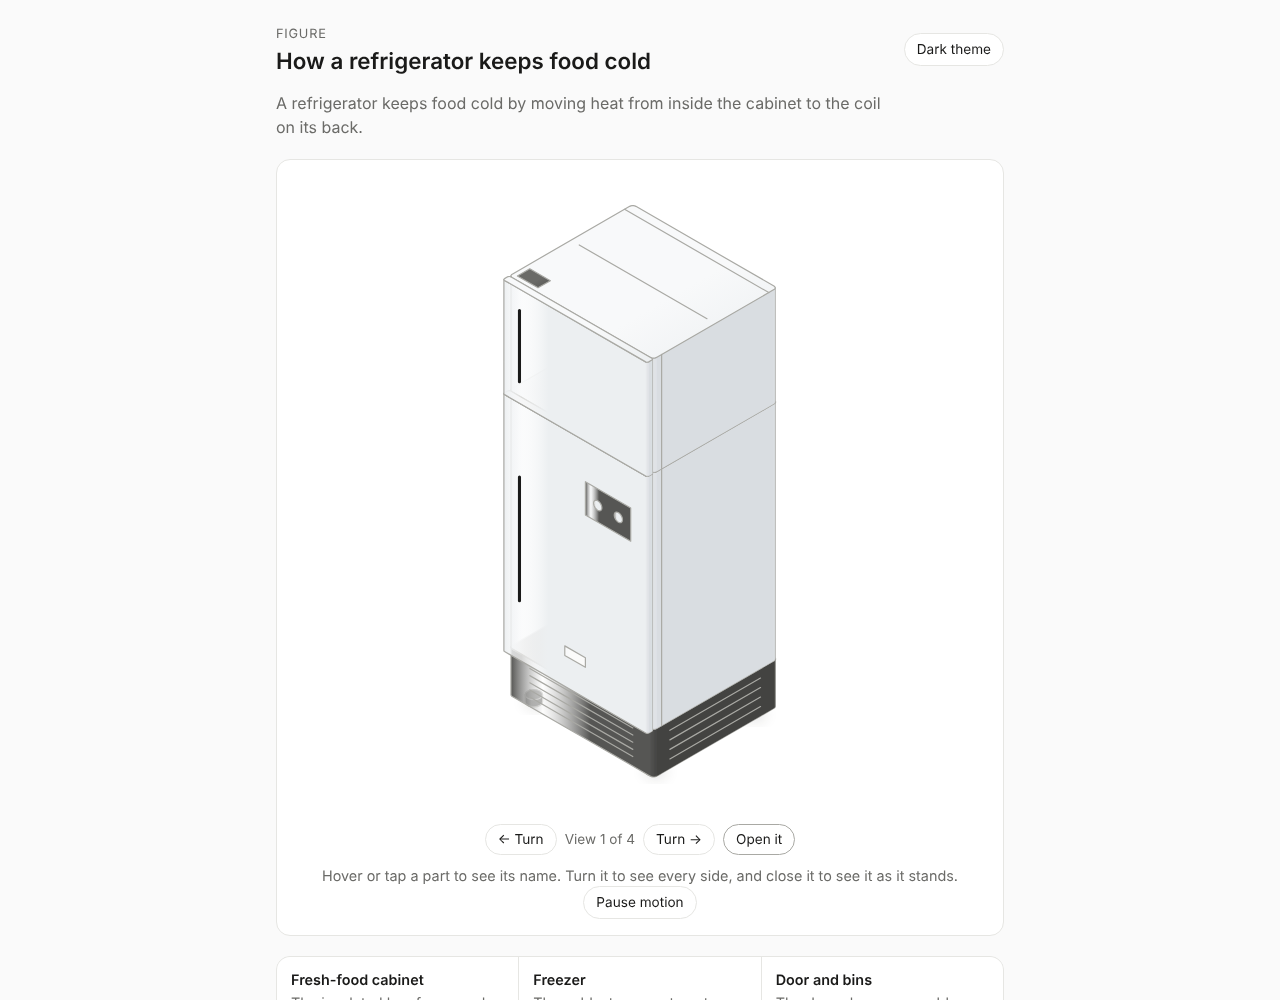 FIGURE
How a refrigerator keeps food cold
Dark theme
A refrigerator keeps food cold by moving heat from inside the cabinet to the coil
on its back.
← Turn
View 1 of 4
Turn →
Open it
Hover or tap a part to see its name. Turn it to see every side, and close it to see it as it stands.
Pause motion
Fresh-food cabinet
Freezer
Door and bins